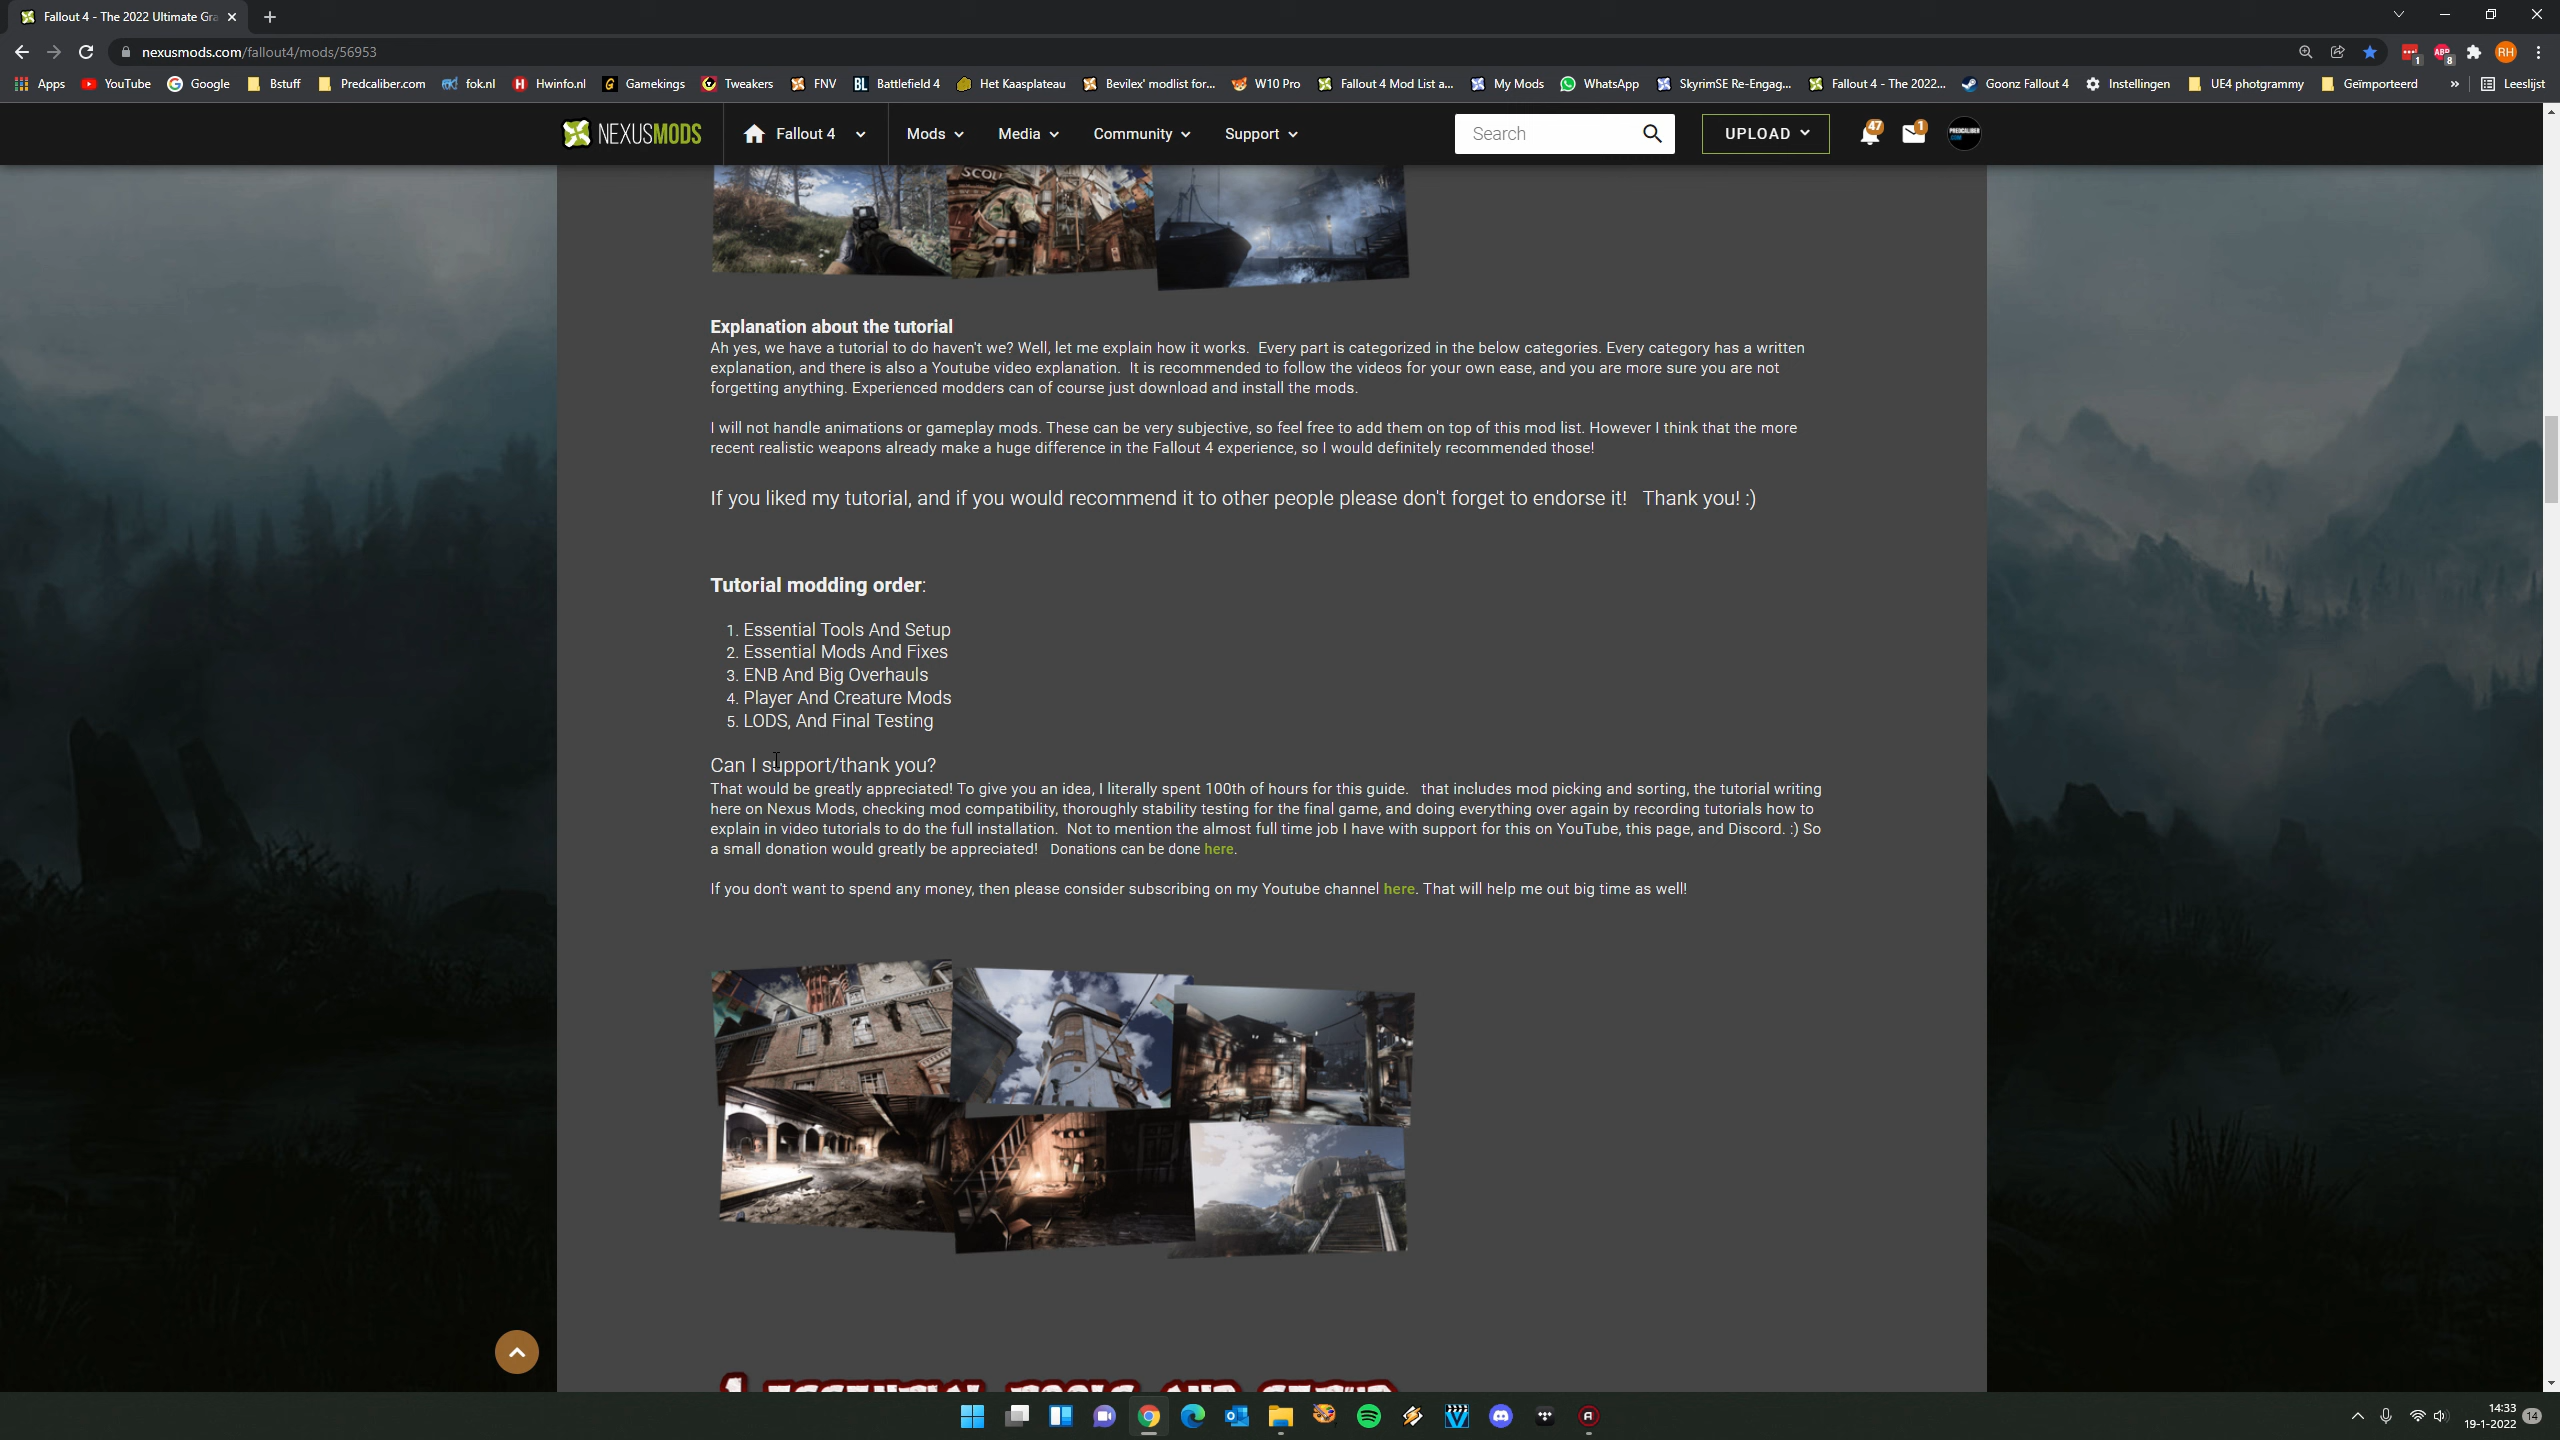 Fallout 4 - The 2022 Ultimate Gra
nexusmods.com/fallout4/mods/56953
Apps YouTube Google Bstuff Predcaliber.com fok.nl Hwinfo.nl Gamekings Tweakers FNV Battlefield 4 Het Kaasplateau Bevilex' modlist for... W10 Pro Fallout 4 Mod List a... My Mods WhatsApp SkyrimSE Re-Engag... Fallout 4 - The 2022... Goonz Fallout 4 Instellingen UE4 photgrammy Geïmporteerd » Leeslijst
NEXUSMODS Fallout 4 Mods Media Community Support Search UPLOAD 47 1
SCOU
Explanation about the tutorial
Ah yes, we have a tutorial to do haven't we? Well, let me explain how it works. Every part is categorized in the below categories. Every category has a written
explanation, and there is also a Youtube video explanation. It is recommended to follow the videos for your own ease, and you are more sure you are not
forgetting anything. Experienced modders can of course just download and install the mods.
I will not handle animations or gameplay mods. These can be very subjective, so feel free to add them on top of this mod list. However I think that the more
recent realistic weapons already make a huge difference in the Fallout 4 experience, so I would definitely recommended those!
If you liked my tutorial, and if you would recommend it to other people please don't forget to endorse it! Thank you! :)
Tutorial modding order:
1. Essential Tools And Setup
2. Essential Mods And Fixes
3. ENB And Big Overhauls
4. Player And Creature Mods
5. LODS, And Final Testing
Can I support/thank you?
That would be greatly appreciated! To give you an idea, I literally spent 100th of hours for this guide. that includes mod picking and sorting, the tutorial writing
here on Nexus Mods, checking mod compatibility, thoroughly stability testing for the final game, and doing everything over again by recording tutorials how to
explain in video tutorials to do the full installation. Not to mention the almost full time job I have with support for this on YouTube, this page, and Discord. :) So
a small donation would greatly be appreciated! Donations can be done here.
If you don't want to spend any money, then please consider subscribing on my Youtube channel here. That will help me out big time as well!
1 ESSENTIAL TOOLS AND SETUP
14:33
19-1-2022
14